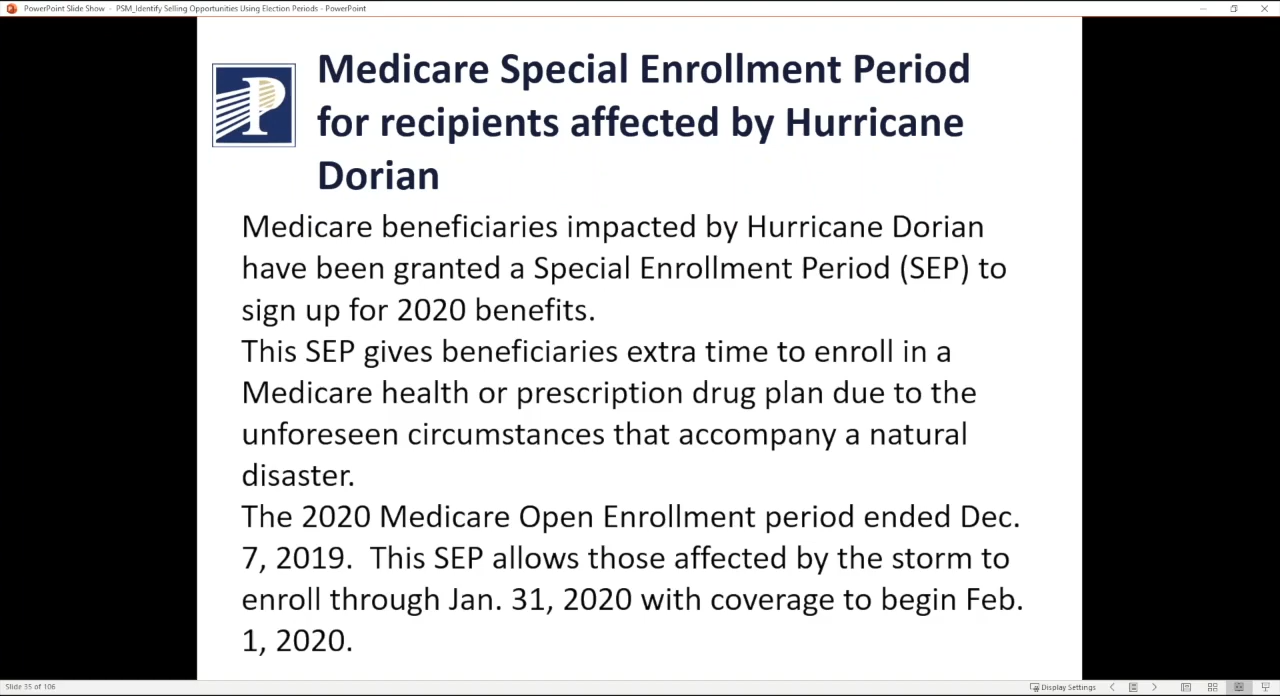 PowerPoint Slide Show - PSM_Identify Selling Opportunities Using Election Periods - PowerPoint
P
Medicare Special Enrollment Period
for recipients affected by Hurricane
Dorian
Medicare beneficiaries impacted by Hurricane Dorian
have been granted a Special Enrollment Period (SEP) to
sign up for 2020 benefits.
This SEP gives beneficiaries extra time to enroll in a
Medicare health or prescription drug plan due to the
unforeseen circumstances that accompany a natural
disaster.
The 2020 Medicare Open Enrollment period ended Dec.
7, 2019.  This SEP allows those affected by the storm to
enroll through Jan. 31, 2020 with coverage to begin Feb.
1, 2020.
Slide 35 of 106
Display Settings